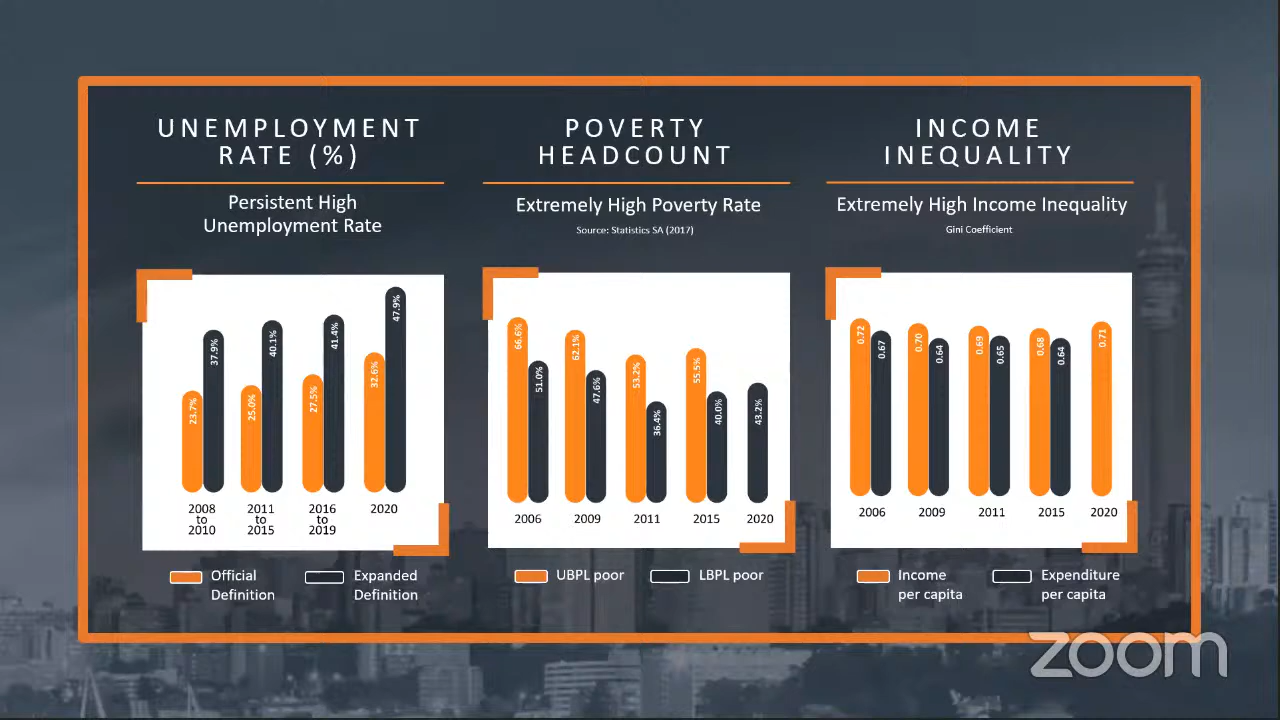 UNEMPLOYMENT
RATE (%)
Persistent High
Unemployment Rate
23.7%
37.9%
25.0%
40.1%
27.5%
41.4%
32.6%
47.9%
2008
to
2010
2011
to
2015
2016
to
2019
2020
Official
Definition
Expanded
Definition
POVERTY
HEADCOUNT
Extremely High Poverty Rate
Source: Statistics SA (2017)
66.6%
51.0%
62.1%
47.6%
53.2%
36.4%
55.5%
40.0%
43.2%
2006
2009
2011
2015
2020
UBPL poor
LBPL poor
INCOME
INEQUALITY
Extremely High Income Inequality
Gini Coefficient
0.72
0.67
0.70
0.64
0.69
0.65
0.68
0.64
0.71
2006
2009
2011
2015
2020
Income
per capita
Expenditure
per capita
zoom